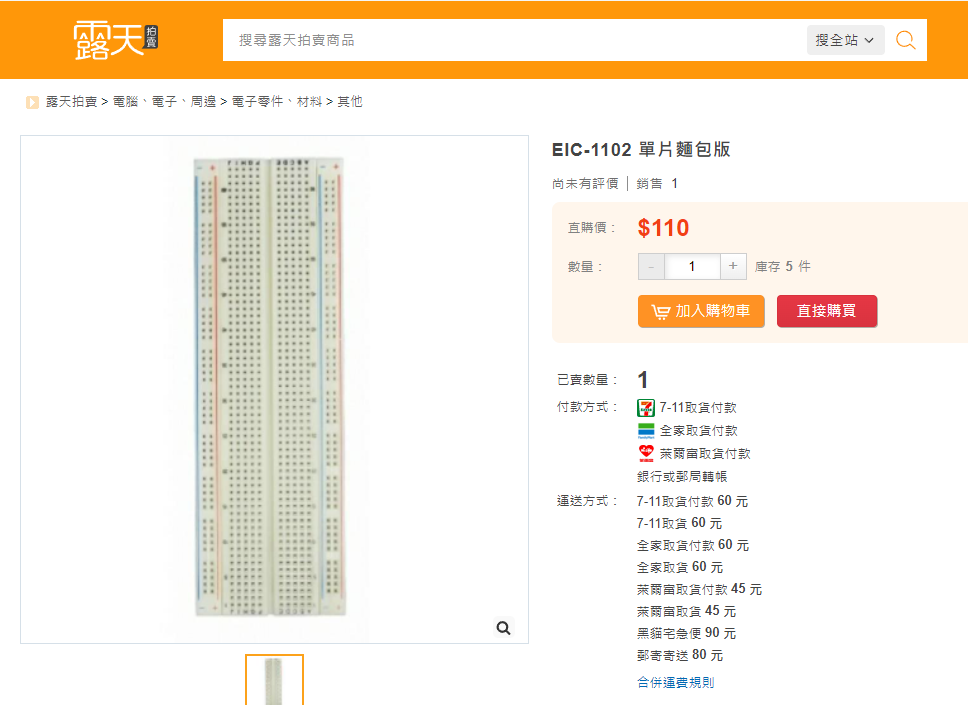 露天 拍賣
搜尋露天拍賣商品
搜全站
露天拍賣 > 電腦、電子、周邊 > 電子零件、材料 > 其他
EIC-1102 單片麵包版
尚未有評價 | 銷售 1
直購價： $110
數量： - 1 + 庫存 5 件
加入購物車 直接購買
已賣數量： 1
付款方式： 7-11取貨付款
全家取貨付款
萊爾富取貨付款
銀行或郵局轉帳
運送方式： 7-11取貨付款 60 元
7-11取貨 60 元
全家取貨付款 60 元
全家取貨 60 元
萊爾富取貨付款 45 元
萊爾富取貨 45 元
黑貓宅急便 90 元
郵寄寄送 80 元
合併運費規則